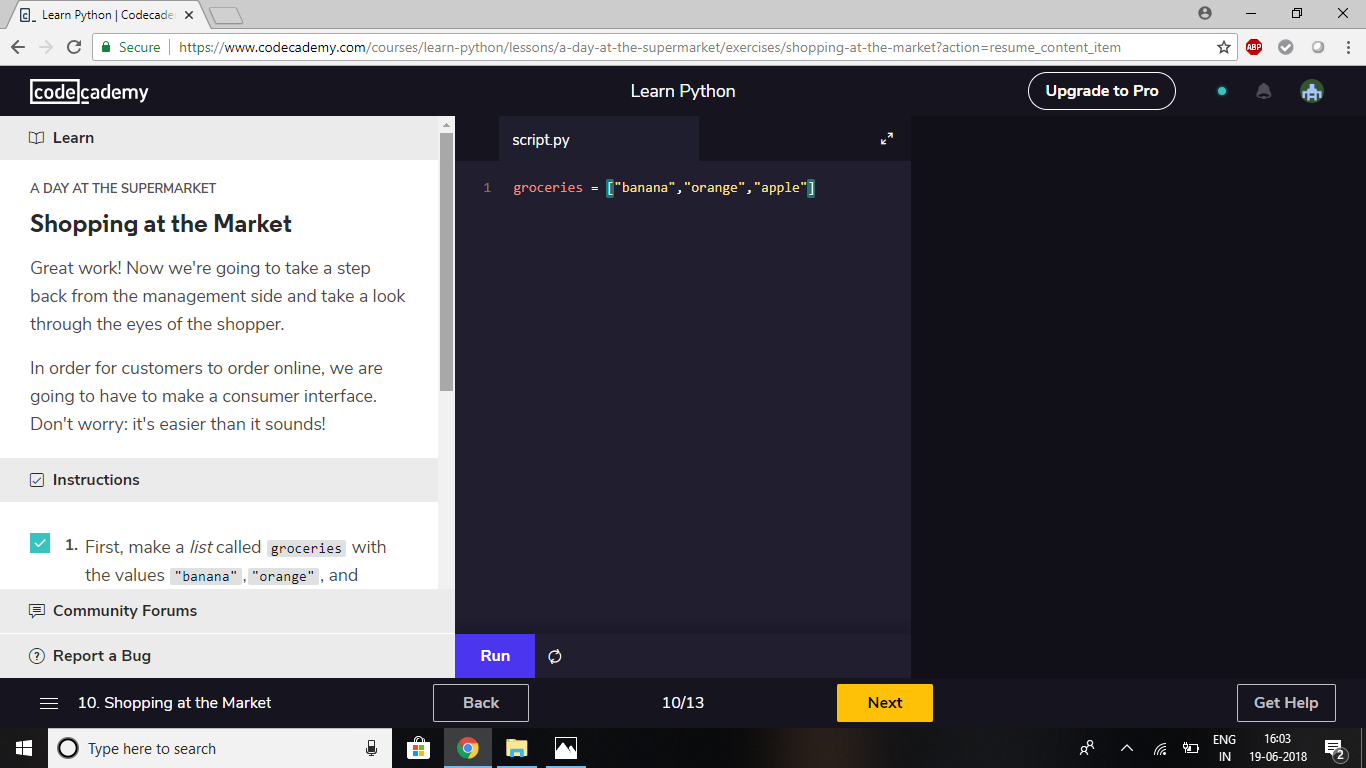 Learn Python | Codecade
Secure
https://www.codecademy.com/courses/learn-python/lessons/a-day-at-the-supermarket/exercises/shopping-at-the-market?action=resume_content_item
ABP
codecademy
Learn Python
Upgrade to Pro
Learn
A DAY AT THE SUPERMARKET
Shopping at the Market
Great work! Now we're going to take a step
back from the management side and take a look
through the eyes of the shopper.
In order for customers to order online, we are
going to have to make a consumer interface.
Don't worry: it's easier than it sounds!
Instructions
1. First, make a list called groceries with
the values "banana", "orange", and
Community Forums
Report a Bug
script.py
1 groceries = ["banana","orange","apple"]
Run
10. Shopping at the Market
Back
10/13
Next
Get Help
Type here to search
ENG
IN
16:03
19-06-2018
2